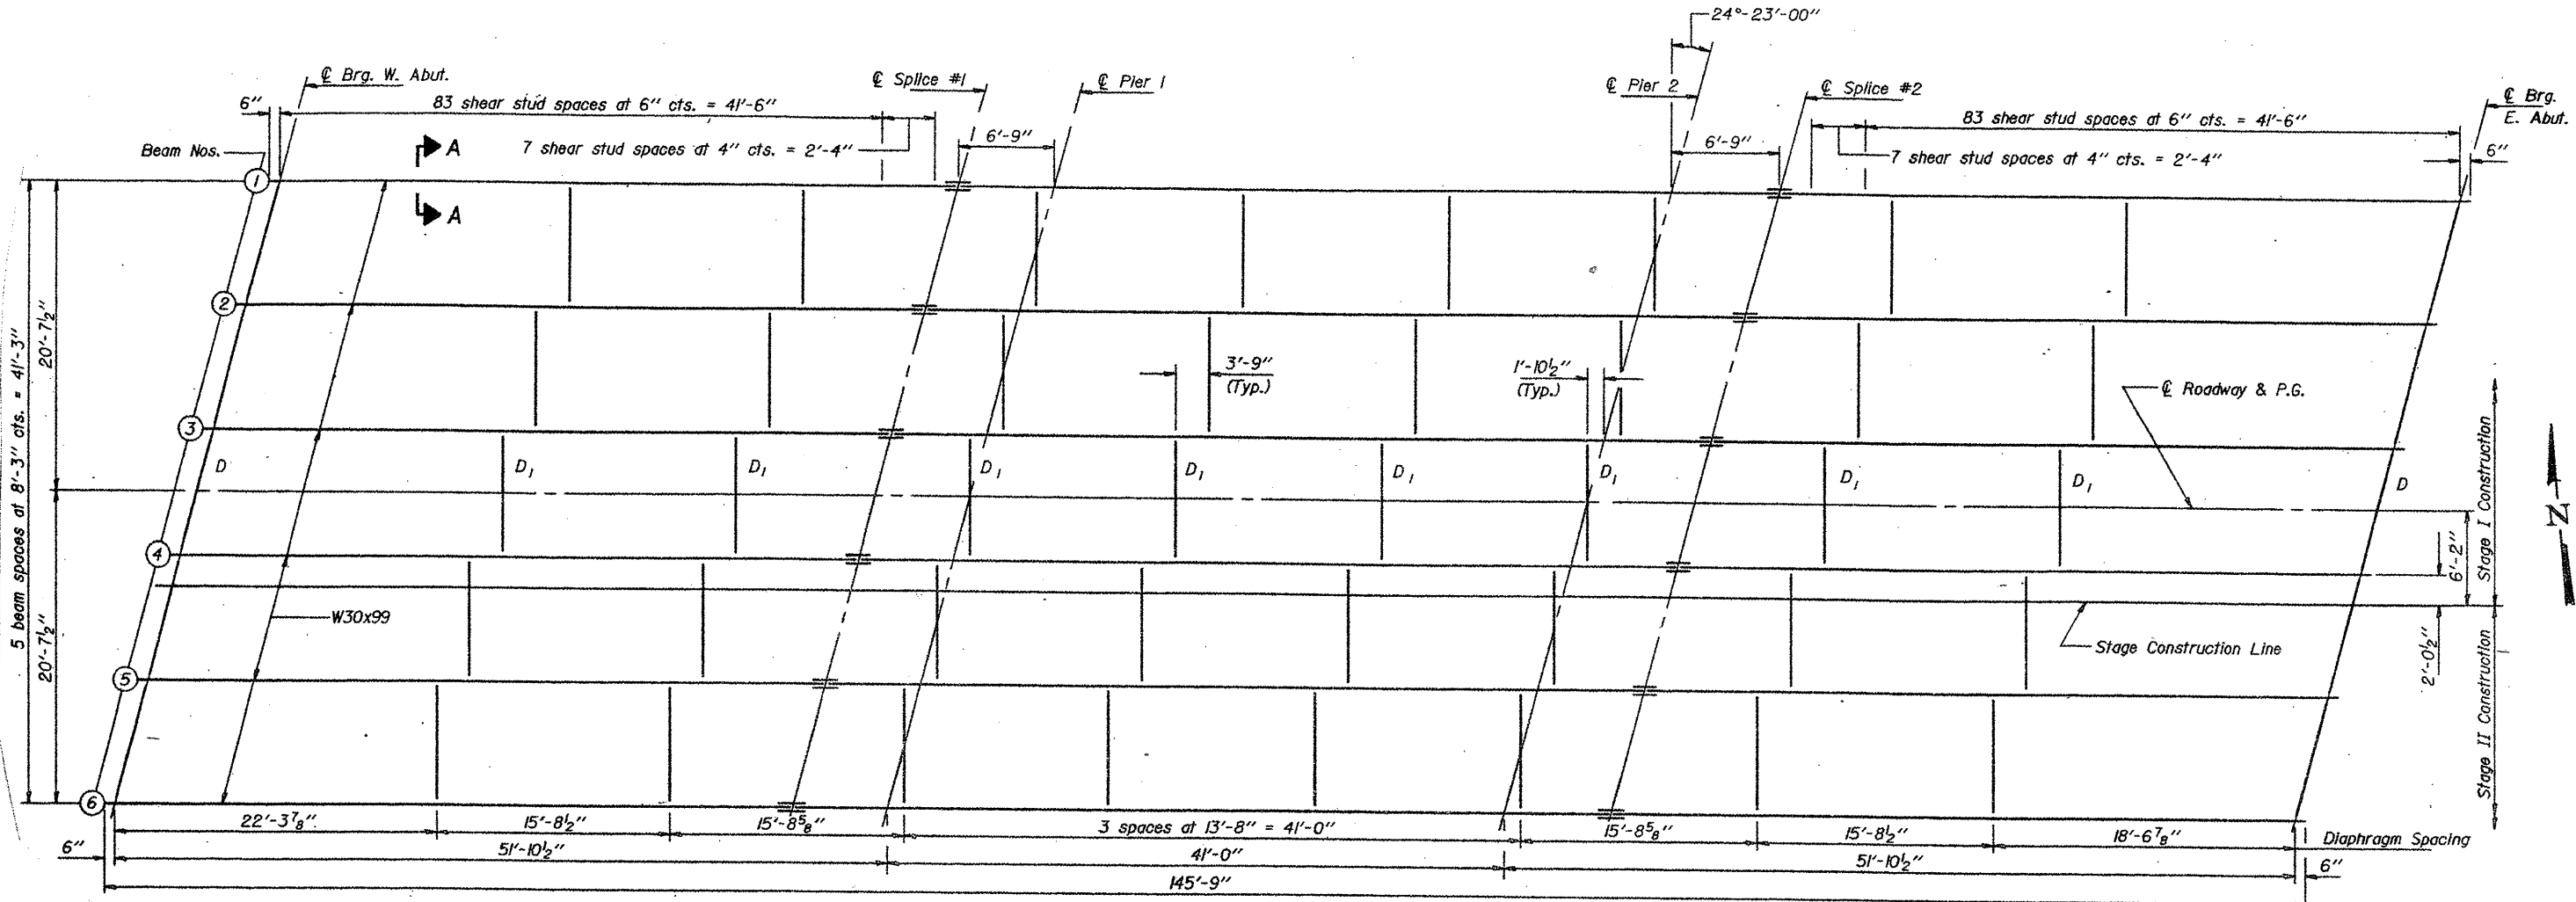 24°-23'-00"
℄ Brg. W. Abut.
℄ Splice #1
℄ Pier 1
℄ Pier 2
℄ Splice #2
℄ Brg.
E. Abut.
6"
83 shear stud spaces at 6" cts. = 41'-6"
83 shear stud spaces at 6" cts. = 41'-6"
Beam Nos.
A
7 shear stud spaces at 4" cts. = 2'-4"
6'-9"
6'-9"
7 shear stud spaces at 4" cts. = 2'-4"
6"
1
A
2
20'-7½"
5 beam spaces at 8'-3" cts. = 41'-3"
3'-9"
(Typ.)
1'-10½"
(Typ.)
℄ Roadway & P.G.
3
D
D1
D1
D1
D1
D1
D1
D1
D1
D
Stage I Construction
6'-2"
N
4
20'-7½"
W30x99
Stage Construction Line
2'-0½"
Stage II Construction
5
6
22'-3⅞"
15'-8½"
15'-8⅝"
3 spaces at 13'-8" = 41'-0"
15'-8⅝"
15'-8½"
18'-6⅞"
Diaphragm Spacing
6"
51'-10½"
41'-0"
51'-10½"
6"
145'-9"